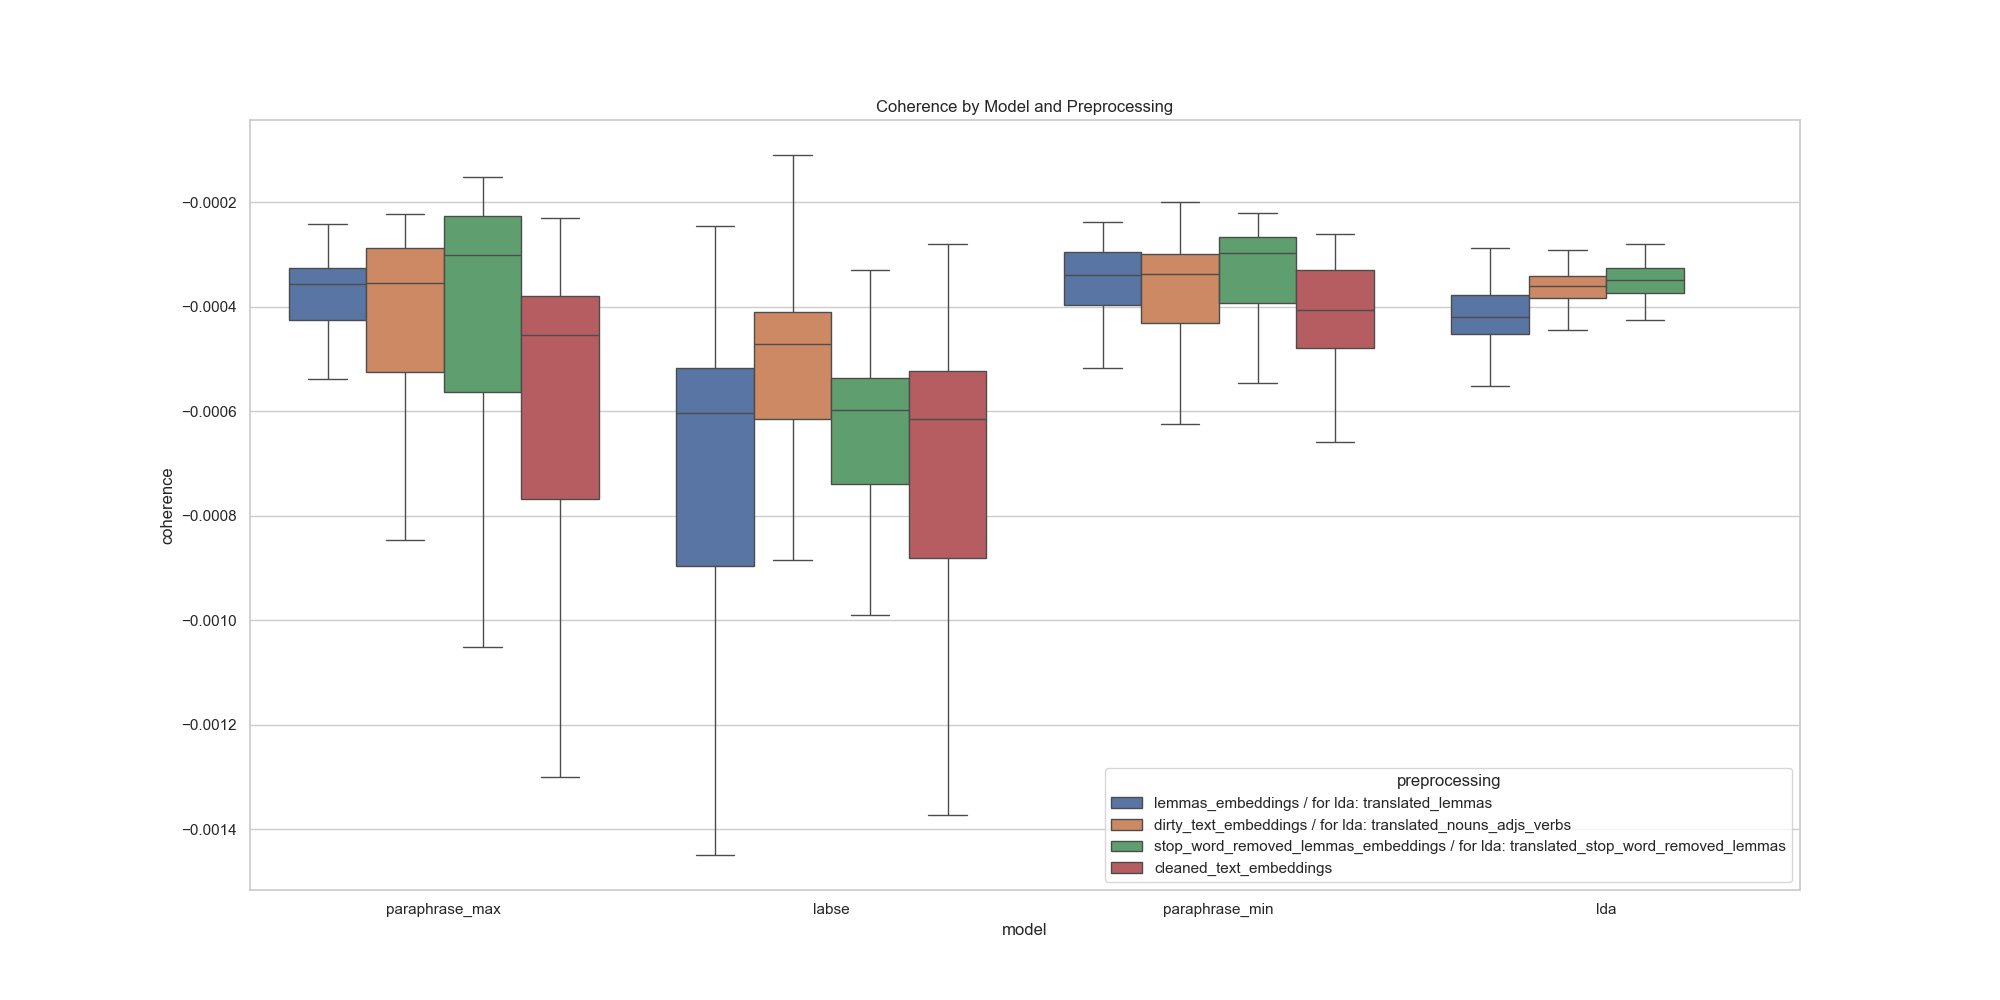 Coherence by Model and Preprocessing
−0.0002
−0.0004
−0.0006
−0.0008
−0.0010
−0.0012
−0.0014
coherence
preprocessing
lemmas_embeddings / for lda: translated_lemmas
dirty_text_embeddings / for lda: translated_nouns_adjs_verbs
stop_word_removed_lemmas_embeddings / for lda: translated_stop_word_removed_lemmas
cleaned_text_embeddings
paraphrase_max labse paraphrase_min lda
model